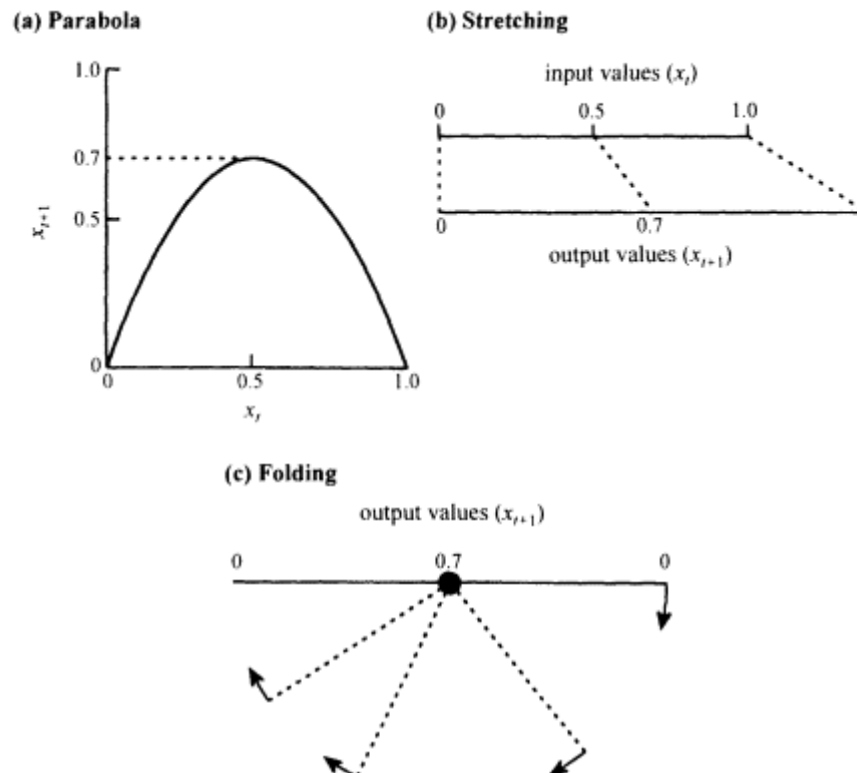 (a) Parabola
1.0
0.7
0.5
0
x_{t+1}
0 0.5 1.0
x_t
(b) Stretching
input values (x_t)
0 0.5 1.0
0 0.7
output values (x_{t+1})
(c) Folding
output values (x_{t+1})
0 0.7 0